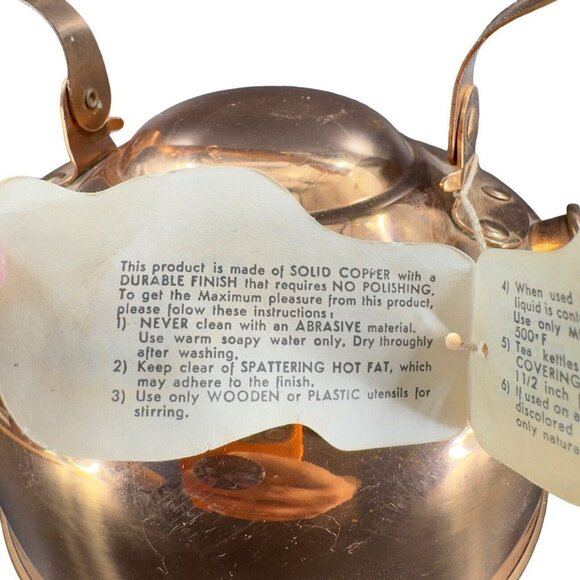 This product is made of SOLID COPPER with a
DURABLE FINISH that requires NO POLISHING.
To get the Maximum pleasure from this product,
please folow these instructions:
1) NEVER clean with an ABRASIVE material.
Use warm soapy water only. Dry throughly
after washing.
2) Keep clear of SPATTERING HOT FAT, which
may adhere to the finish.
3) Use only WOODEN or PLASTIC utensils for
stirring.
4) When used
liquid is
Use only
500°F
5) Tea kettles
COVERING
1 1/2 inch
6) If used on a
discolored
only